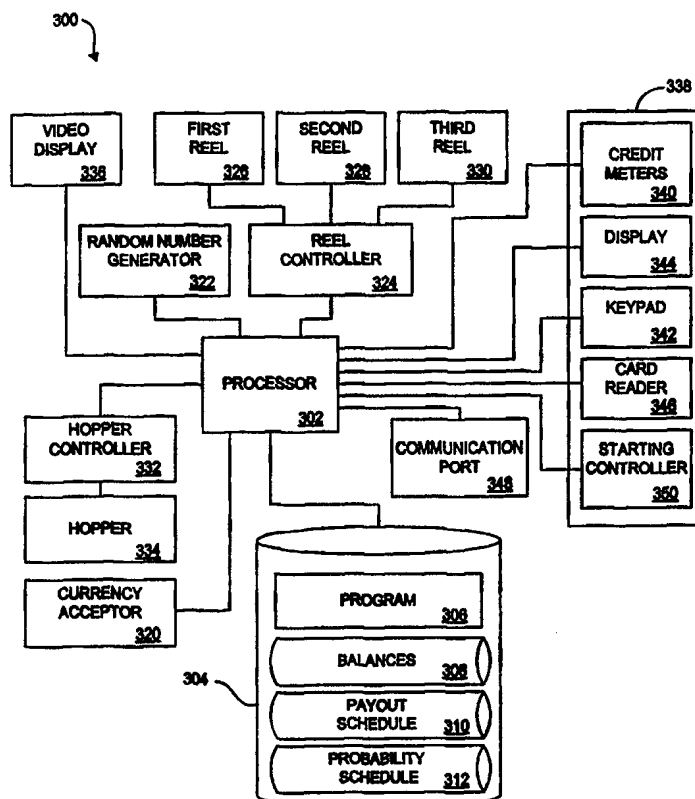 300
338
VIDEO
DISPLAY
336
FIRST
REEL
326
SECOND
REEL
328
THIRD
REEL
330
CREDIT
METERS
340
RANDOM NUMBER
GENERATOR
322
REEL
CONTROLLER
324
DISPLAY
344
KEYPAD
342
PROCESSOR
302
CARD
READER
346
HOPPER
CONTROLLER
332
COMMUNICATION
PORT
348
STARTING
CONTROLLER
350
HOPPER
334
CURRENCY
ACCEPTOR
320
PROGRAM
306
304
BALANCES
308
PAYOUT
SCHEDULE
310
PROBABILITY
SCHEDULE
312